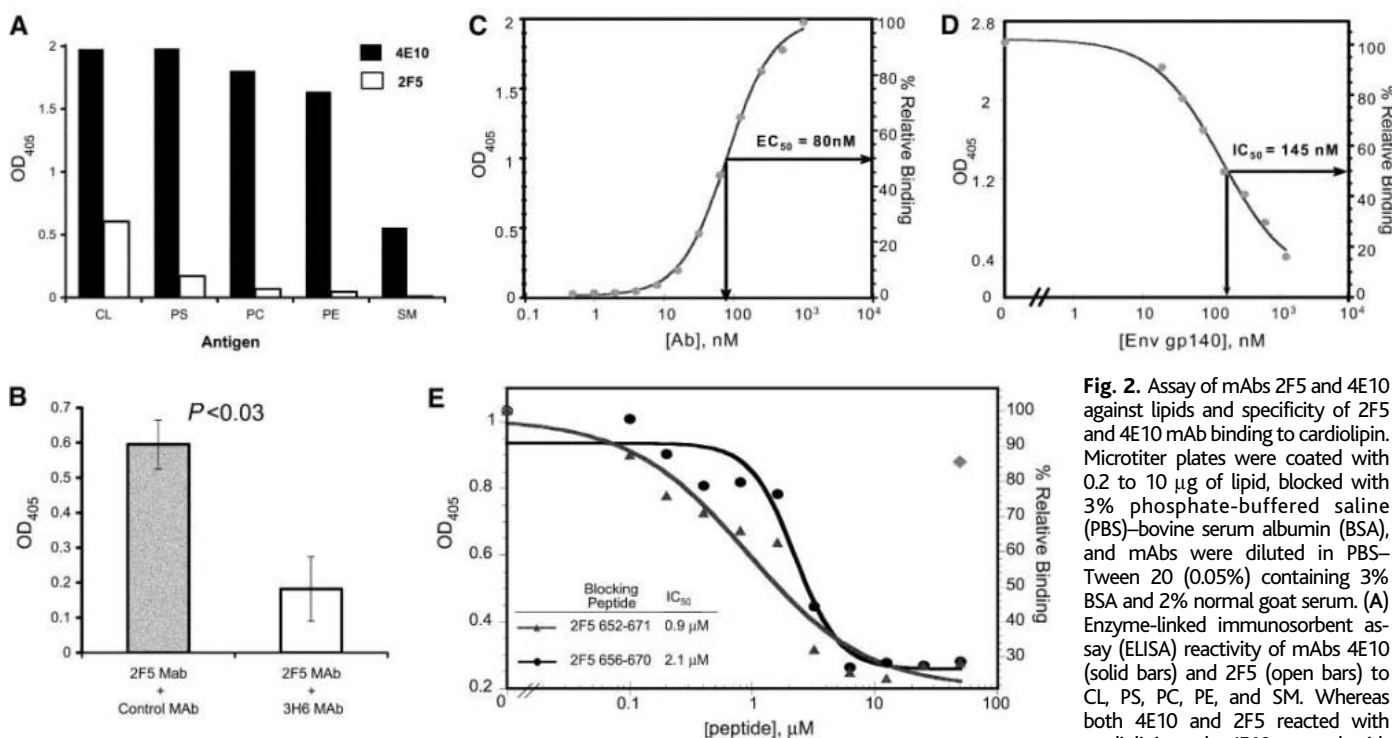 A
4E10
2F5
2
1.5
1
0.5
0
OD405
CL PS PC PE SM
Antigen
C
2
1.5
1
0.5
0
OD405
100
80
60
40
20
0
% Relative Binding
EC50 = 80nM
0.1 1 10 100 10^3 10^4
[Ab], nM
D
2.8
2
1.2
0.4
0
OD405
100
80
60
40
20
0
% Relative Binding
IC50 = 145 nM
0 1 10 100 10^3 10^4
[Env gp140], nM
B
P<0.03
0.7
0.6
0.5
0.4
0.3
0.2
0.1
0
OD405
2F5 Mab
+
Control MAb
2F5 MAb
+
3H6 MAb
E
1
0.8
0.6
0.4
0.2
OD405
100
90
80
70
60
50
40
30
% Relative Binding
Blocking
Peptide
IC50
2F5 652-671 0.9 µM
2F5 656-670 2.1 µM
0 0.1 1 10 100
[peptide], µM
Fig. 2. Assay of mAbs 2F5 and 4E10
against lipids and specificity of 2F5
and 4E10 mAb binding to cardiolipin.
Microtiter plates were coated with
0.2 to 10 µg of lipid, blocked with
3% phosphate-buffered saline
(PBS)–bovine serum albumin (BSA),
and mAbs were diluted in PBS–
Tween 20 (0.05%) containing 3%
BSA and 2% normal goat serum. (A)
Enzyme-linked immunosorbent as-
say (ELISA) reactivity of mAbs 4E10
(solid bars) and 2F5 (open bars) to
CL, PS, PC, PE, and SM. Whereas
both 4E10 and 2F5 reacted with